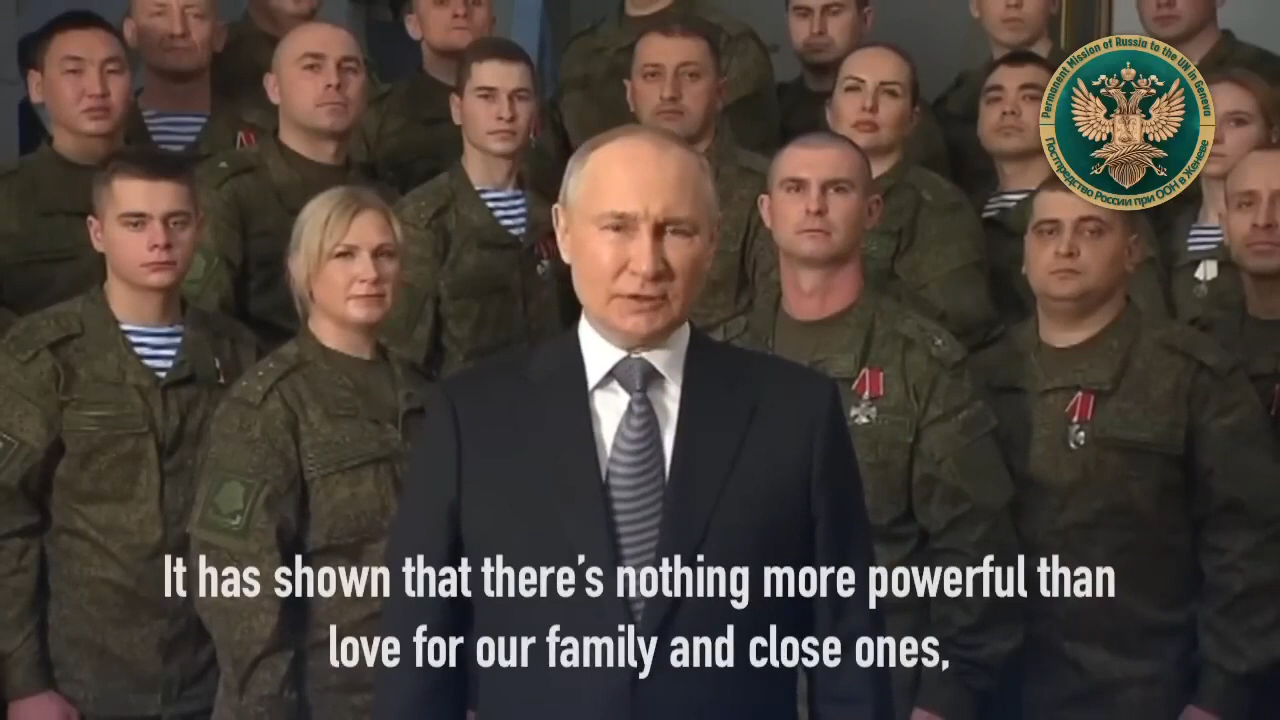 Permanent Mission of Russia to the UN in Geneva
Постпредство России при ООН в Женеве
It has shown that there's nothing more powerful than
love for our family and close ones,